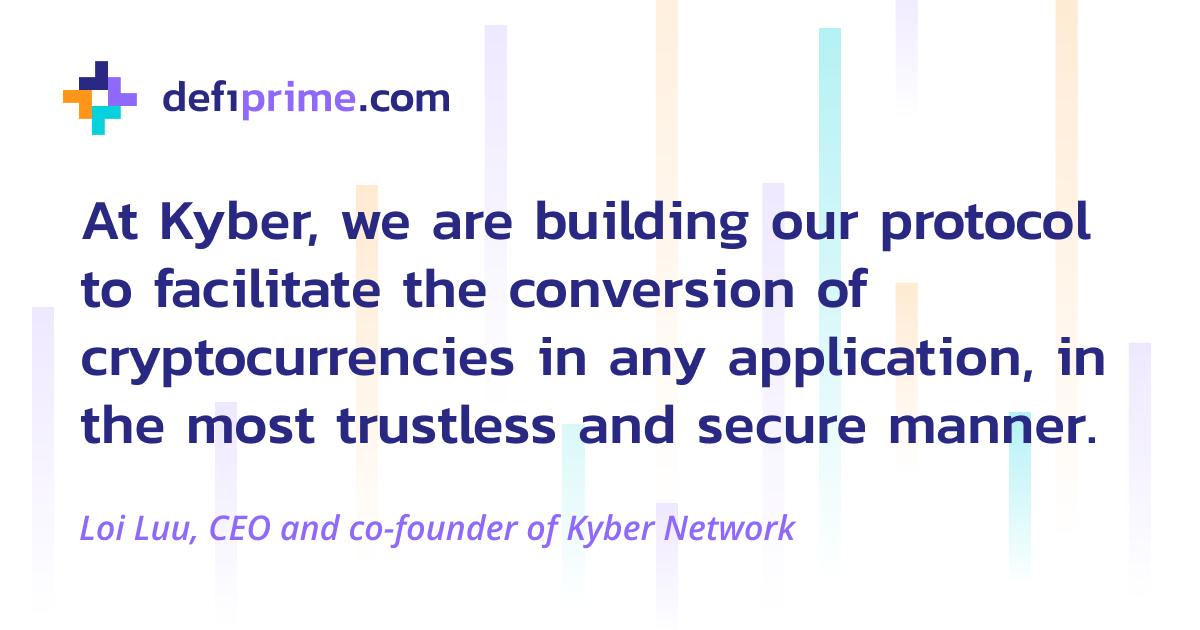 defiprime.com
At Kyber, we are building our protocol
to facilitate the conversion of
cryptocurrencies in any application, in
the most trustless and secure manner.
Loi Luu, CEO and co-founder of Kyber Network